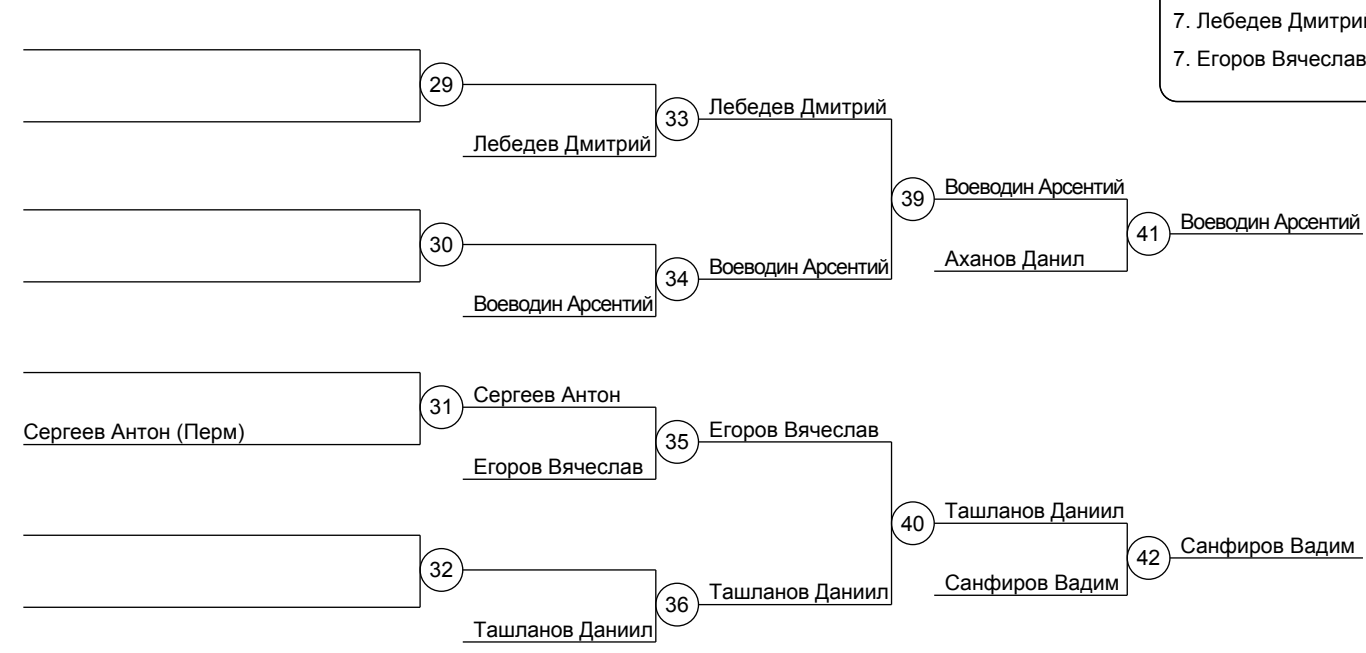 7. Лебедев Дмитрий
7. Егоров Вячеслав
29
33
Лебедев Дмитрий
Лебедев Дмитрий
39
Воеводин Арсентий
41
Воеводин Арсентий
30
34
Воеводин Арсентий
Аханов Данил
Воеводин Арсентий
31
Сергеев Антон
Сергеев Антон (Перм)
35
Егоров Вячеслав
Егоров Вячеслав
40
Ташланов Даниил
42
Санфиров Вадим
32
36
Ташланов Даниил
Санфиров Вадим
Ташланов Даниил